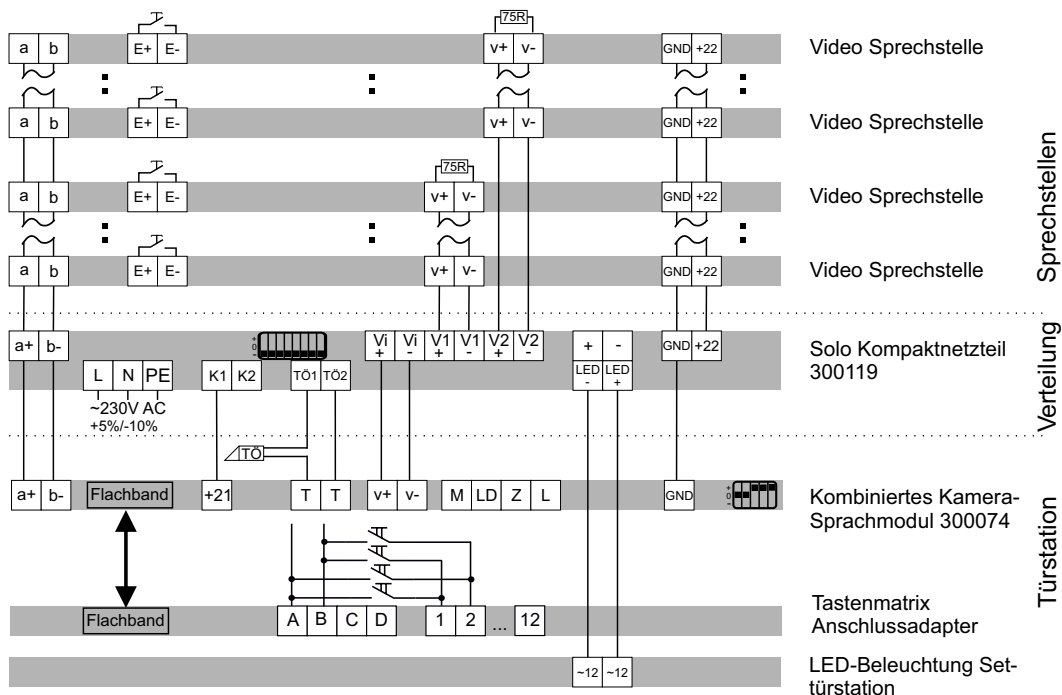 75R
a b E+ E- v+ v- GND +22 Video Sprechstelle
a b E+ E- v+ v- GND +22 Video Sprechstelle
75R
a b E+ E- v+ v- GND +22 Video Sprechstelle
a b E+ E- v+ v- GND +22 Video Sprechstelle
Sprechstellen
a+ b- + 0 - Vi + Vi - V1 + V1 - V2 + V2 - + - GND +22 Solo Kompaktnetzteil
300119
L N PE K1 K2 TÖ1 TÖ2 LED - LED +
~230V AC
+5%/-10%
Verteilung
TÖ
a+ b- Flachband +21 T T v+ v- M LD Z L GND + 0 - Kombiniertes Kamera-
Sprachmodul 300074
Türstation
Flachband A B C D 1 2 ... 12 Tastenmatrix
Anschlussadapter
~12 ~12 LED-Beleuchtung Set-
türstation